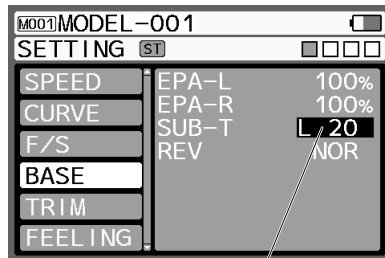 M001 MODEL-001
SETTING ST
SPEED
CURVE
F/S
BASE
TRIM
FEELING
EPA-L 100%
EPA-R 100%
SUB-T L 20
REV NOR